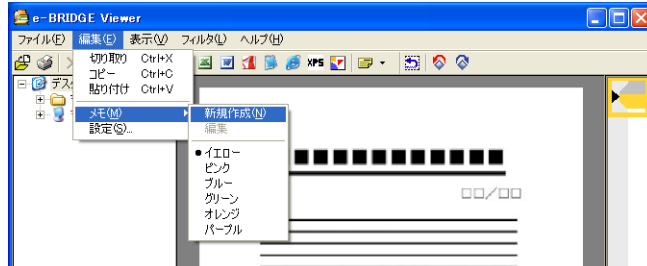 e-BRIDGE Viewer
ファイル(F) 編集(E) 表示(V) フィルタ(L) ヘルプ(H)
切り取り Ctrl+X
コピー Ctrl+C
貼り付け Ctrl+V
メモ(M)
設定(S)...
新規作成(N)
編集
イエロー
ピンク
ブルー
グリーン
オレンジ
パープル
XPS
デス
□□/□□